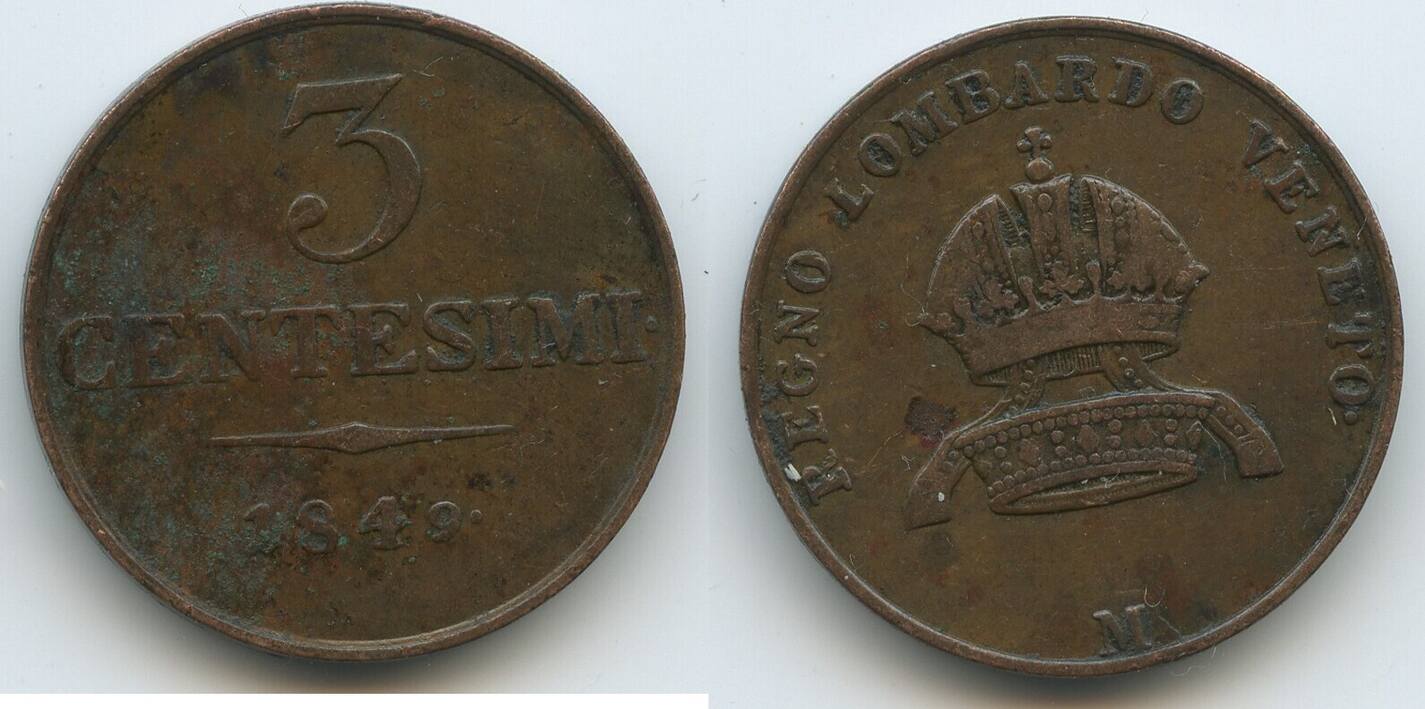 3
CENTESIMI·
1849·
REGNO LOMBARDO VENETO·
M